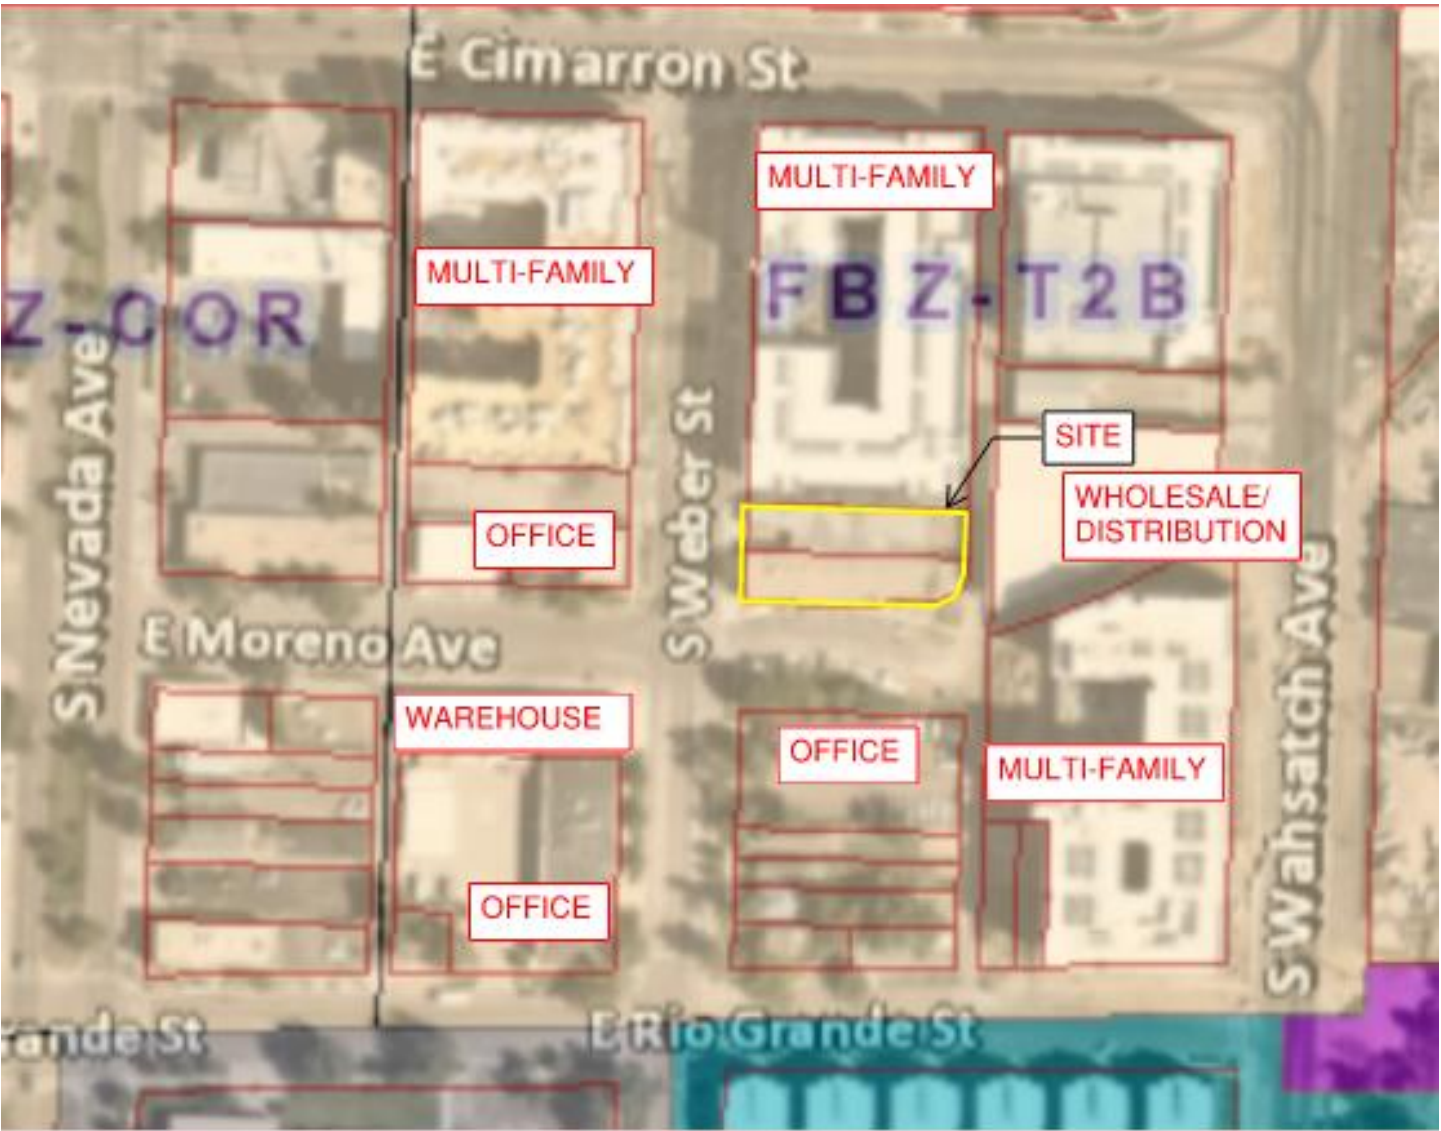 E Cimarron St
MULTI-FAMILY
MULTI-FAMILY
Z-COR
FBZ-T2B
S Nevada Ave
S Weber St
SITE
WHOLESALE/
DISTRIBUTION
OFFICE
E Moreno Ave
S Wahsatch Ave
WAREHOUSE
OFFICE
MULTI-FAMILY
OFFICE
rande St
E Rio Grande St